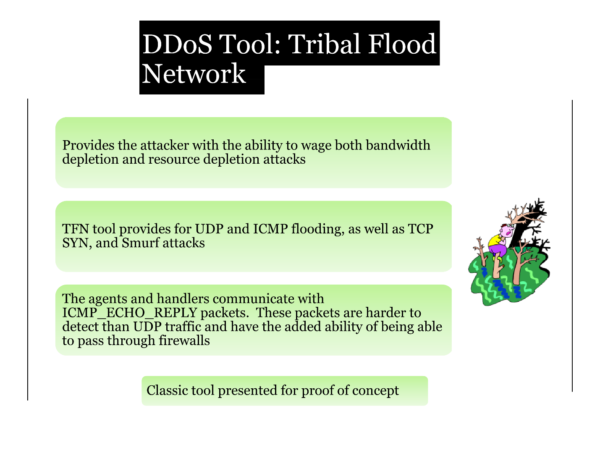 DDoS Tool: Tribal Flood
Network
Provides the attacker with the ability to wage both bandwidth
depletion and resource depletion attacks
TFN tool provides for UDP and ICMP flooding, as well as TCP
SYN, and Smurf attacks
The agents and handlers communicate with
ICMP_ECHO_REPLY packets.  These packets are harder to
detect than UDP traffic and have the added ability of being able
to pass through firewalls
Classic tool presented for proof of concept